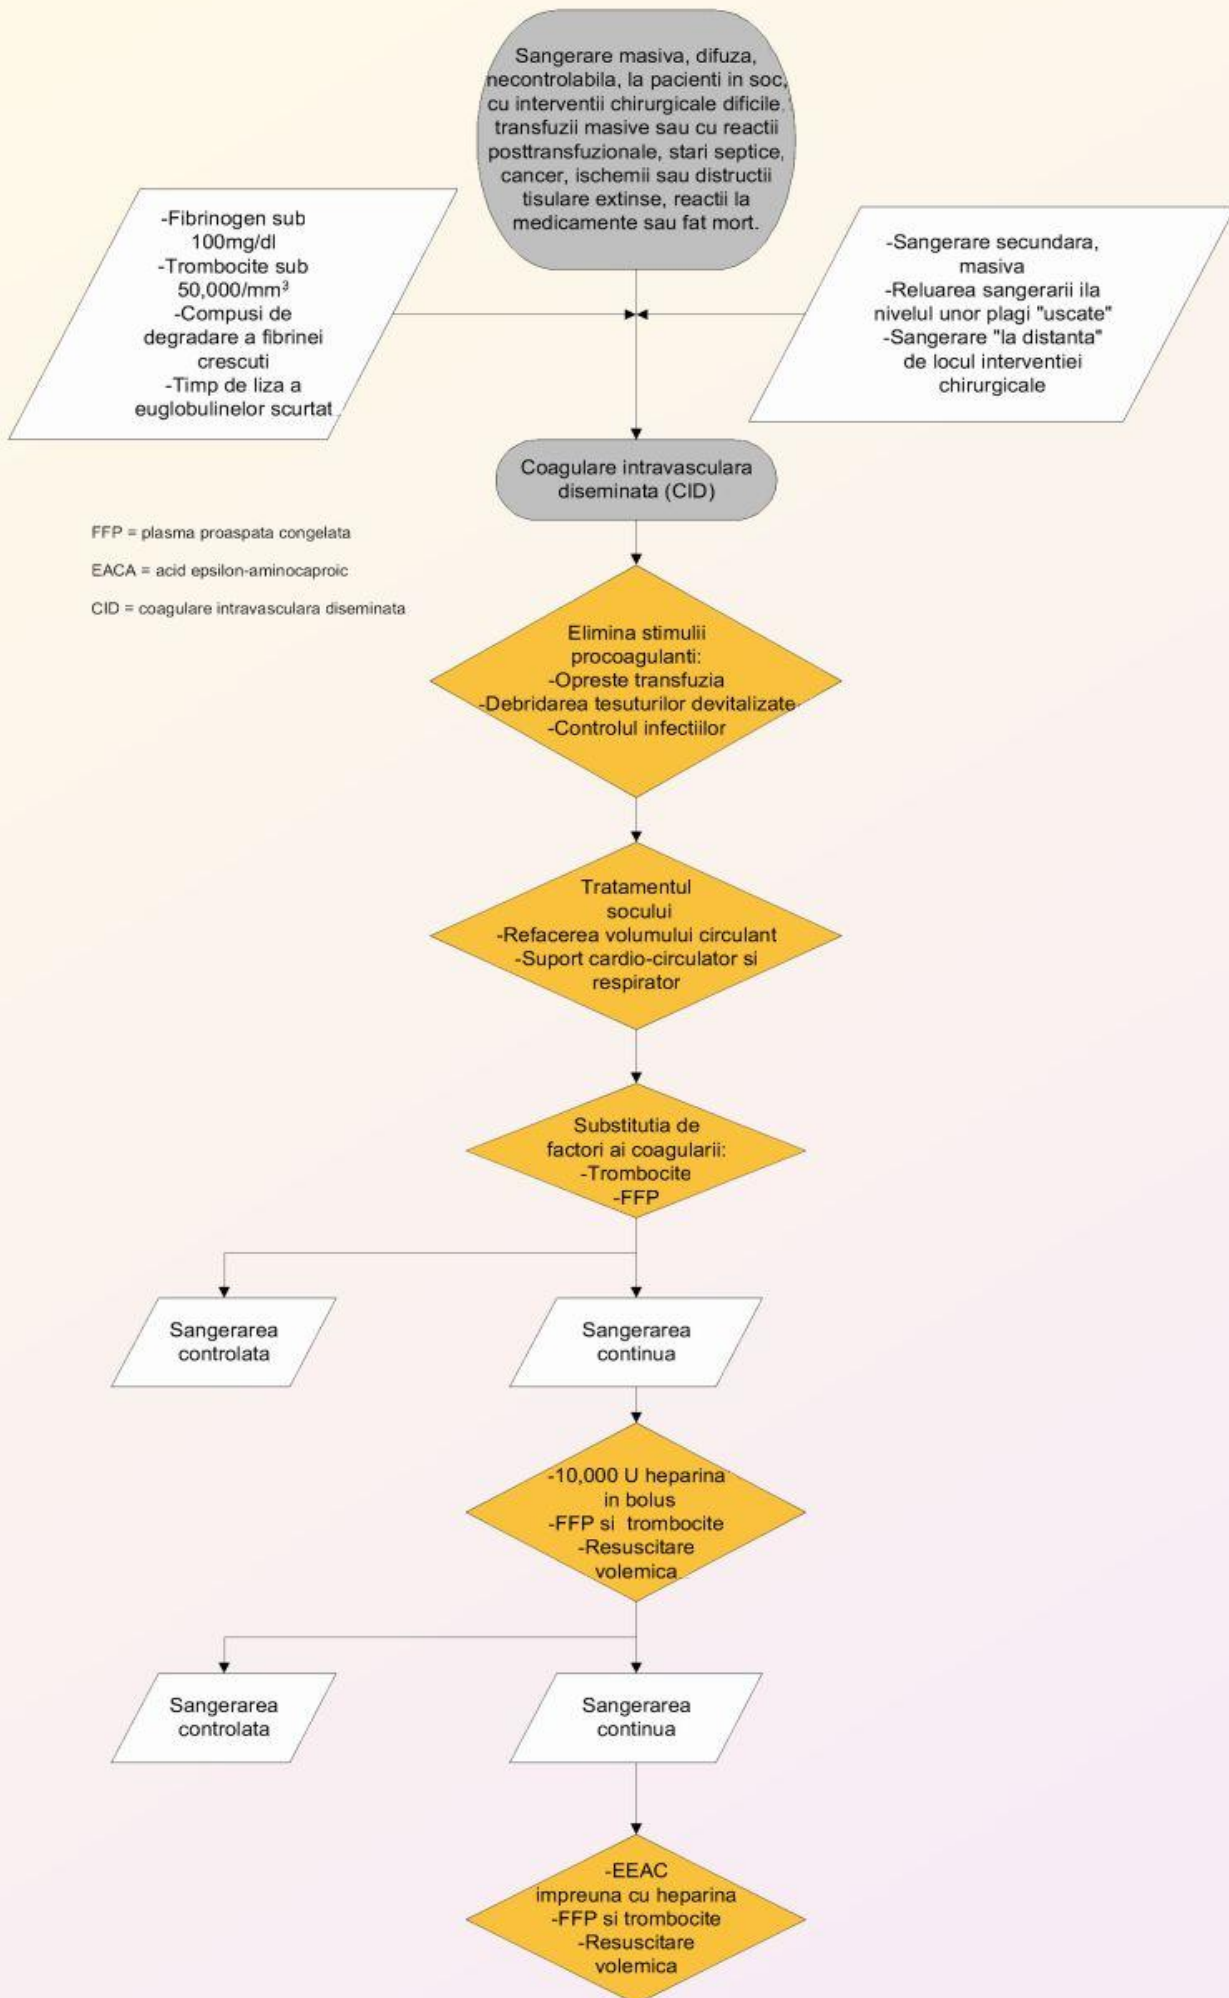 Sangerare masiva, difuza,
necontrolabila, la pacienti in soc,
cu interventii chirurgicale dificile,
transfuzii masive sau cu reactii
posttransfuzionale, stari septice,
cancer, ischemii sau distructii
tisulare extinse, reactii la
medicamente sau fat mort.
-Fibrinogen sub
100mg/dl
-Trombocite sub
50,000/mm³
-Compusi de
degradare a fibrinei
crescuti
-Timp de liza a
euglobulinelor scurtat
-Sangerare secundara,
masiva
-Reluarea sangerarii ila
nivelul unor plagi "uscate"
-Sangerare "la distanta"
de locul interventiei
chirurgicale
Coagulare intravasculara
diseminata (CID)
FFP = plasma proaspata congelata
EACA = acid epsilon-aminocaproic
CID = coagulare intravasculara diseminata
Elimina stimulii
procoagulanti:
-Opreste transfuzia
-Debridarea tesuturilor devitalizate
-Controlul infectiilor
Tratamentul
socului
-Refacerea volumului circulant
-Suport cardio-circulator si
respirator
Substitutia de
factori ai coagularii:
-Trombocite
-FFP
Sangerarea
controlata
Sangerarea
continua
-10,000 U heparina
in bolus
-FFP si trombocite
-Resuscitare
volemica
Sangerarea
controlata
Sangerarea
continua
-EEAC
impreuna cu heparina
-FFP si trombocite
-Resuscitare
volemica